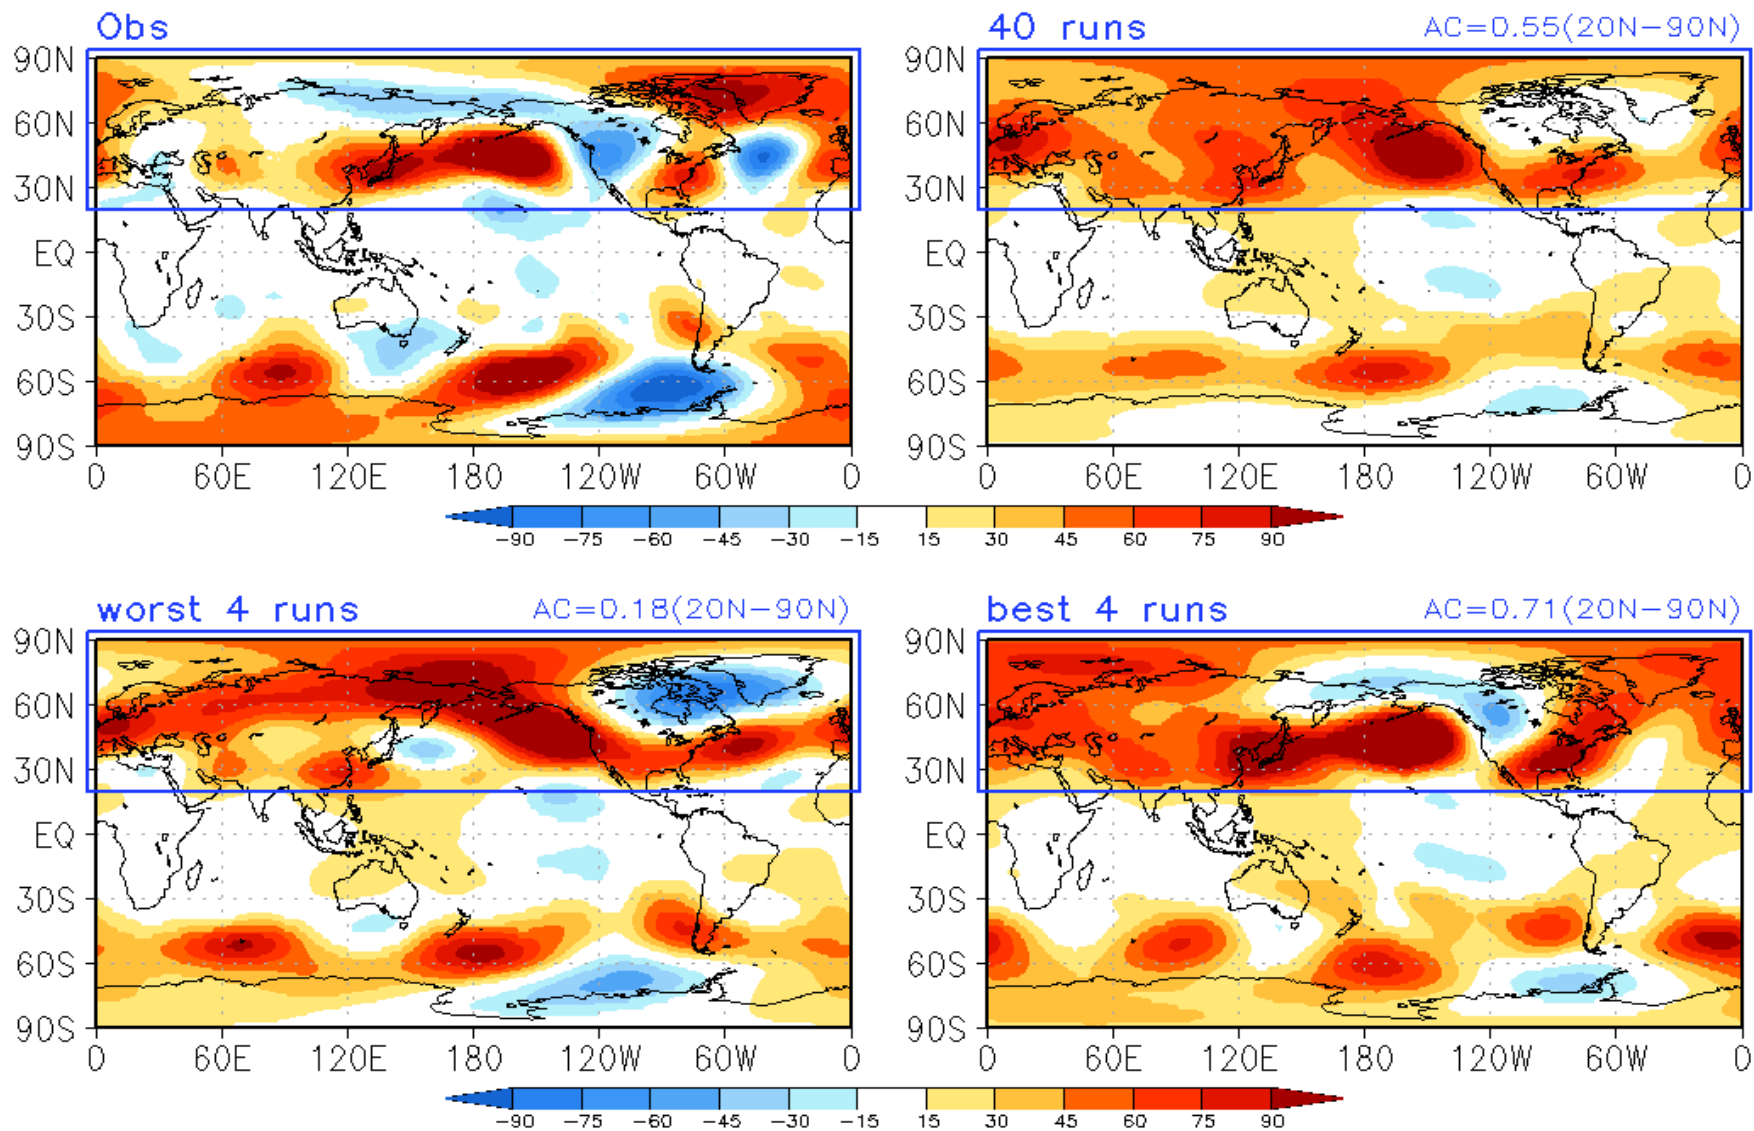 Obs
40 runs AC=0.55(20N-90N)
90N 90N
60N 60N
30N 30N
EQ EQ
30S 30S
60S 60S
90S 90S
0 60E 120E 180 120W 60W 0 0 60E 120E 180 120W 60W 0
-90 -75 -60 -45 -30 -15 15 30 45 60 75 90
worst 4 runs AC=0.18(20N-90N)
best 4 runs AC=0.71(20N-90N)
90N 90N
60N 60N
30N 30N
EQ EQ
30S 30S
60S 60S
90S 90S
0 60E 120E 180 120W 60W 0 0 60E 120E 180 120W 60W 0
-90 -75 -60 -45 -30 -15 15 30 45 60 75 90